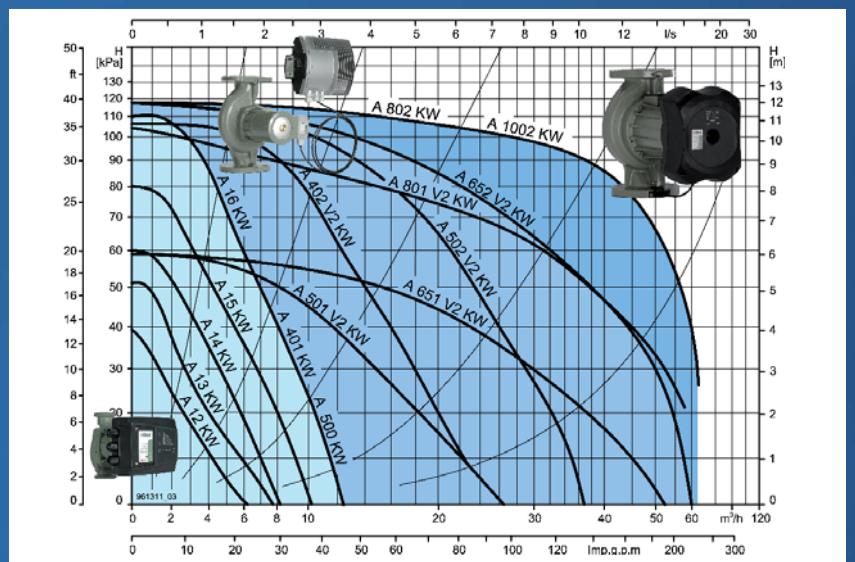 0 1 2 3 4 5 6 7 8 9 10 12 l/s 20 30
50
ft
40
35
30
25
20
18
16
14
12
10
8
6
4
2
0
H
[kPa]
130
120
110
100
90
80
70
60
50
40
30
20
0
H
[m]
13
12
11
10
9
8
7
6
5
4
3
2
1
0
A 802 KW
A 1002 KW
A 16 KW
A 402 V2 KW
A 801 V2 KW
A 652 V2 KW
A 502 V2 KW
A 15 KW
A 14 KW
A 13 KW
A 12 KW
A 401 KW
A 500 KW
A 501 V2 KW
A 651 V2 KW
961311_03
0 2 4 6 8 10 20 30 40 50 60 m³/h 120
0 10 20 30 40 50 60 80 100 120 Imp.g.p.m 200 300